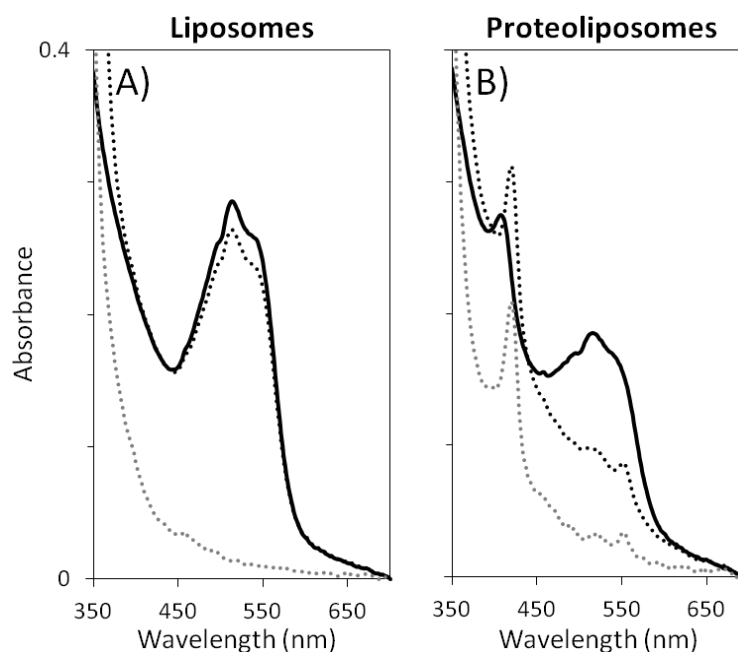 Liposomes
Proteoliposomes
0.4
A)
B)
Absorbance
0
350
450
550
650
350
450
550
650
Wavelength (nm)
Wavelength (nm)